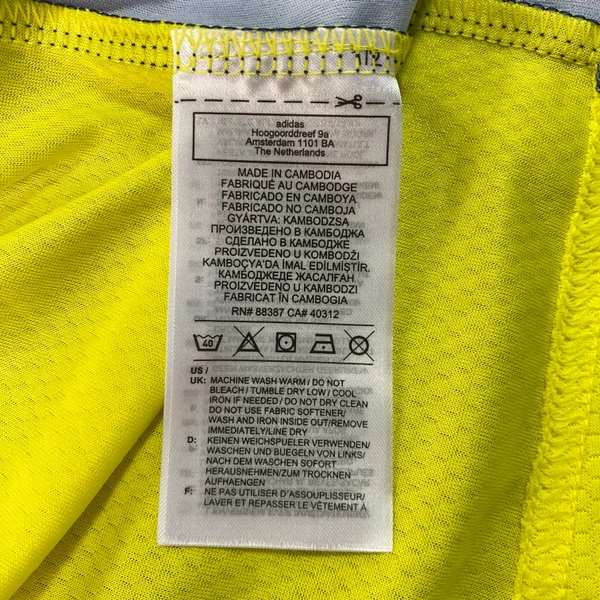 1/2
adidas
Hoogoorddreef 9a
Amsterdam 1101 BA
The Netherlands
MADE IN CAMBODIA
FABRIQUÉ AU CAMBODGE
FABRICADO EN CAMBOYA
FABRICADO NO CAMBOJA
GYÁRTVA: KAMBODZSA
ПРОИЗВЕДЕНО В КАМБОДЖА
СДЕЛАНО В КАМБОДЖЕ
PROIZVEDENO U KOMBODŽI
KAMBOÇYA'DA İMAL EDİLMİŞTİR.
КАМБОДЖЕДЕ ЖАСАЛҒАН
PROIZVEDENO U KAMBODZI
FABRICAT ÎN CAMBOGIA
RN# 88387 CA# 40312
40
US /
UK: MACHINE WASH WARM / DO NOT
BLEACH / TUMBLE DRY LOW / COOL
IRON IF NEEDED / DO NOT DRY CLEAN
DO NOT USE FABRIC SOFTENER/
WASH AND IRON INSIDE OUT/REMOVE
IMMEDIATELY/LINE DRY
D: KEINEN WEICHSPUELER VERWENDEN/
WASCHEN UND BUEGELN VON LINKS/
NACH DEM WASCHEN SOFORT
HERAUSNEHMEN/ZUM TROCKNEN
AUFHAENGEN
F: NE PAS UTILISER D'ASSOUPLISSEUR/
LAVER ET REPASSER LE VÊTEMENT À